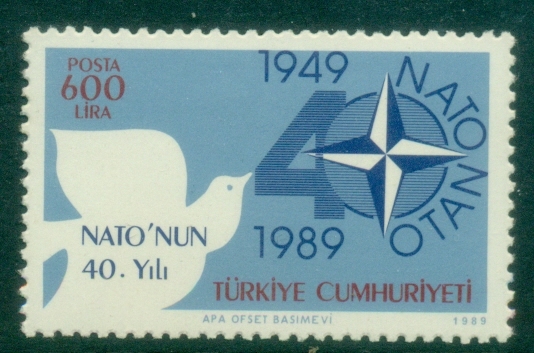 POSTA
600
LİRA
1949
40
NATO
OTAN
1989
NATO'NUN
40. Yılı
TÜRKİYE CUMHURİYETİ
APA OFSET BASIMEVİ
1989